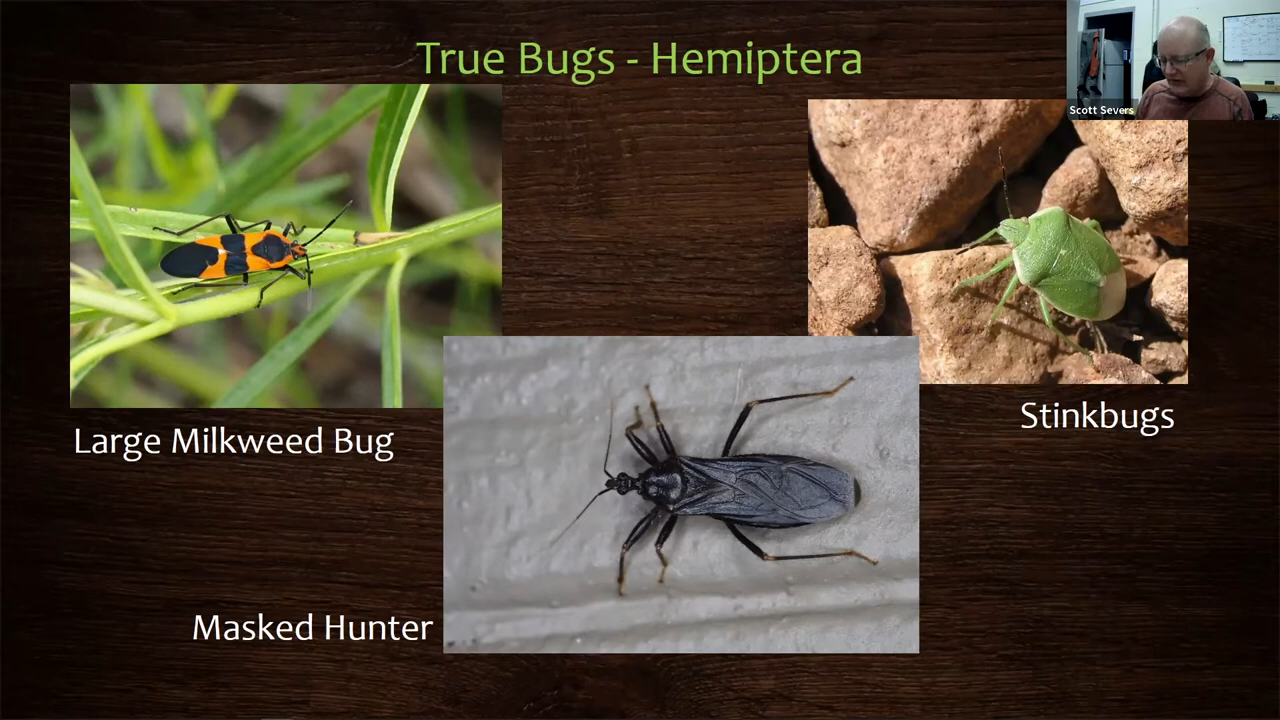 True Bugs - Hemiptera
Scott Severs
Large Milkweed Bug
Stinkbugs
Masked Hunter